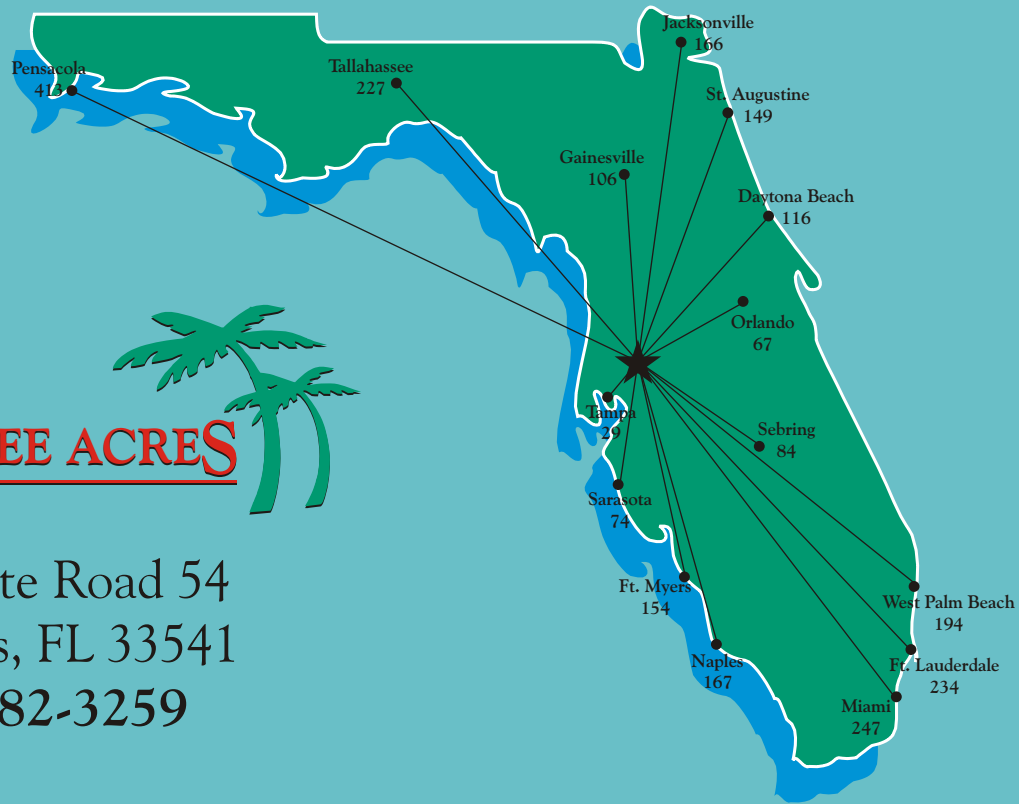 Jacksonville
166
Pensacola
413
Tallahassee
227
St. Augustine
149
Gainesville
106
Daytona Beach
116
Orlando
67
Tampa
29
Sebring
84
EE ACRES
Sarasota
74
te Road 54
Ft. Myers
154
s, FL 33541
West Palm Beach
194
Naples
167
Ft. Lauderdale
234
82-3259
Miami
247